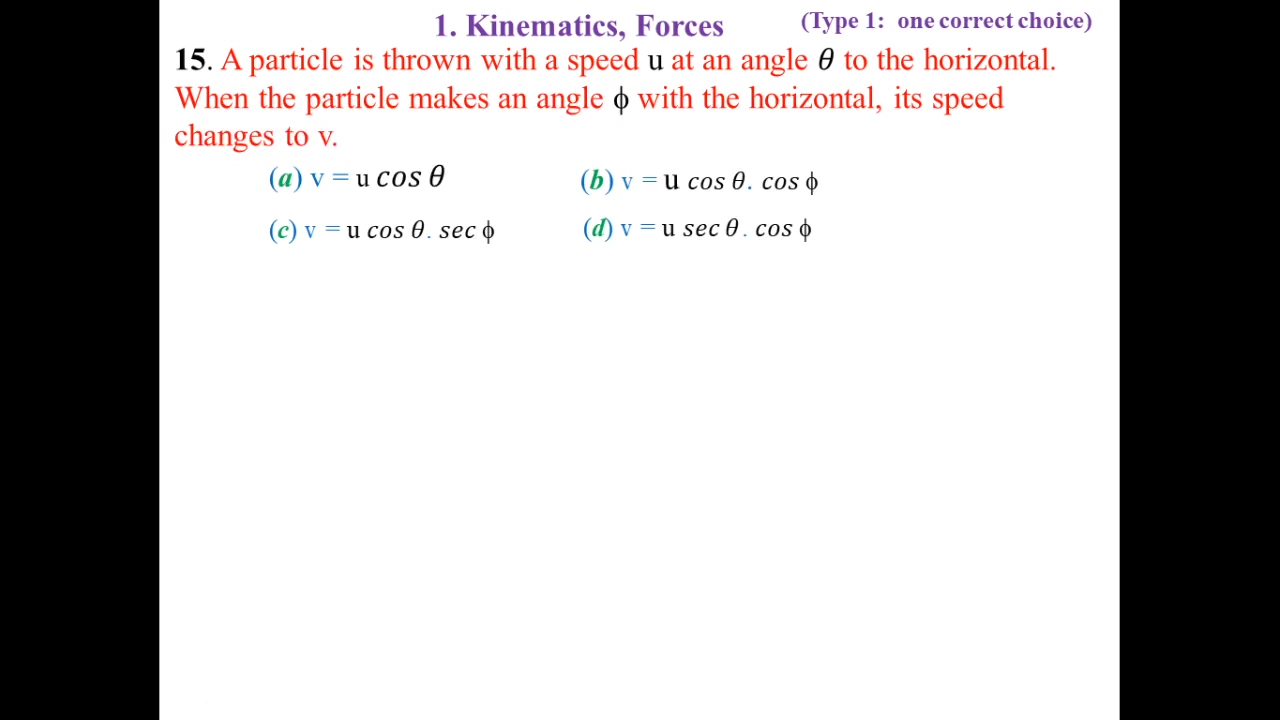 1. Kinematics, Forces (Type 1: one correct choice)
15. A particle is thrown with a speed u at an angle θ to the horizontal.
When the particle makes an angle ϕ with the horizontal, its speed
changes to v.
(a) v = u cos θ (b) v = u cos θ. cos ϕ
(c) v = u cos θ. sec ϕ (d) v = u sec θ. cos ϕ